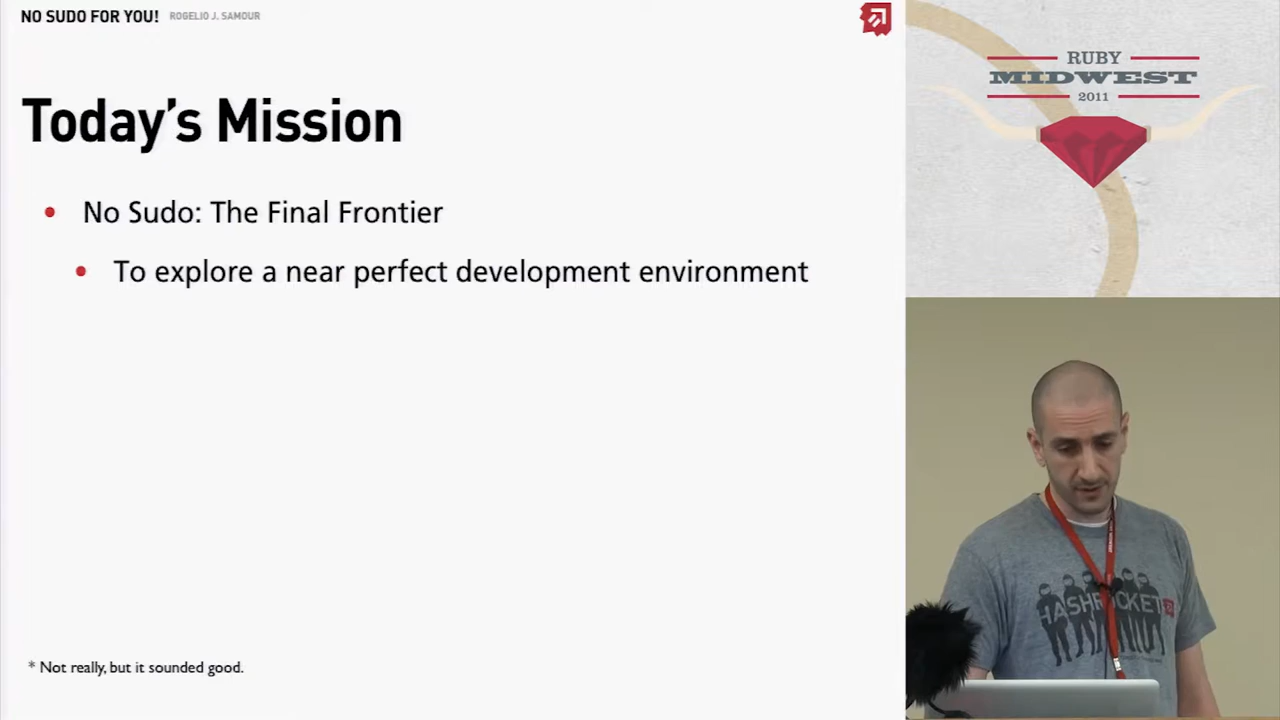 NO SUDO FOR YOU! ROGELIO J. SAMOUR
Today's Mission
• No Sudo: The Final Frontier
• To explore a near perfect development environment
* Not really, but it sounded good.
RUBY
MIDWEST
2011
HASHROCKET